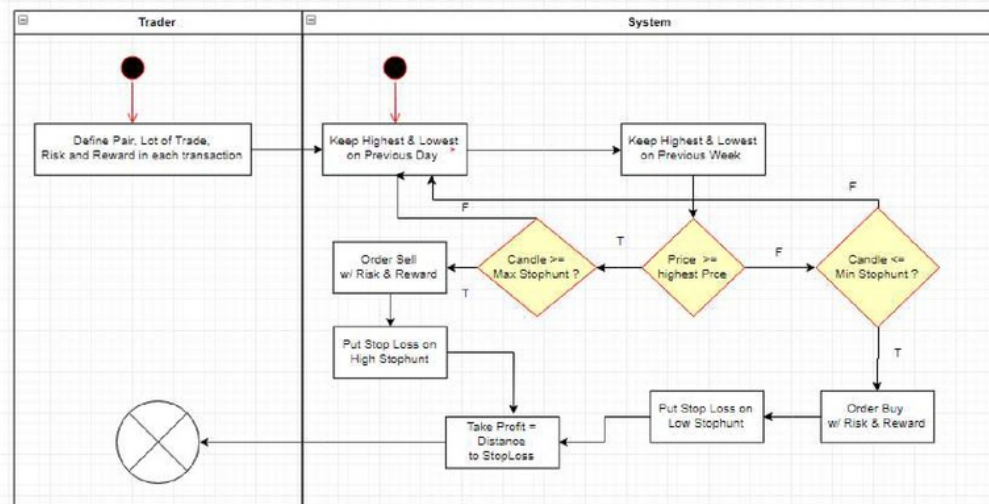 Trader
System
Define Pair, Lot of Trade,
Risk and Reward in each transaction
Keep Highest & Lowest
on Previous Day
Keep Highest & Lowest
on Previous Week
F
F
Order Sell
w/ Risk & Reward
T
Candle >=
Max Stophunt ?
T
Price >=
highest Prce
F
Candle <=
Min Stophunt ?
T
Put Stop Loss on
High Stophunt
Take Profit =
Distance
to StopLoss
Put Stop Loss on
Low Stophunt
Order Buy
w/ Risk & Reward